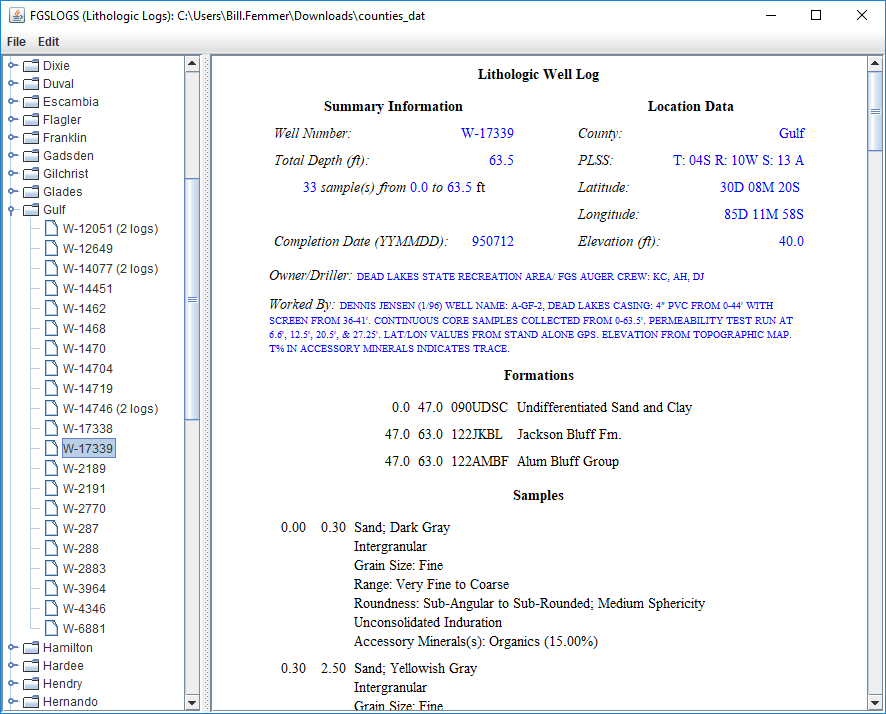 FGSLOGS (Lithologic Logs): C:\Users\Bill.Femmer\Downloads\counties_dat
File Edit
Dixie
Duval
Escambia
Flagler
Franklin
Gadsden
Gilchrist
Glades
Gulf
W-12051 (2 logs)
W-12649
W-14077 (2 logs)
W-14451
W-1462
W-1468
W-1470
W-14704
W-14719
W-14746 (2 logs)
W-17338
W-17339
W-2189
W-2191
W-2770
W-287
W-288
W-2883
W-3964
W-4346
W-6881
Hamilton
Hardee
Hendry
Hernando
Lithologic Well Log
Summary Information
Well Number: W-17339
Total Depth (ft): 63.5
33 sample(s) from 0.0 to 63.5 ft
Completion Date (YYMMDD): 950712
Location Data
County: Gulf
PLSS: T: 04S R: 10W S: 13 A
Latitude: 30D 08M 20S
Longitude: 85D 11M 58S
Elevation (ft): 40.0
Owner/Driller: DEAD LAKES STATE RECREATION AREA/ FGS AUGER CREW: KC, AH, DJ
Worked By: DENNIS JENSEN (1/96) WELL NAME: A-GF-2, DEAD LAKES CASING: 4" PVC FROM 0-44' WITH
SCREEN FROM 36-41'. CONTINUOUS CORE SAMPLES COLLECTED FROM 0-63.5'. PERMEABILITY TEST RUN AT
6.6', 12.5', 20.5', & 27.25'. LAT/LON VALUES FROM STAND ALONE GPS. ELEVATION FROM TOPOGRAPHIC MAP.
T% IN ACCESSORY MINERALS INDICATES TRACE.
Formations
0.0 47.0 090UDSC Undifferentiated Sand and Clay
47.0 63.0 122JKBL Jackson Bluff Fm.
47.0 63.0 122AMBF Alum Bluff Group
Samples
0.00 0.30 Sand; Dark Gray
Intergranular
Grain Size: Fine
Range: Very Fine to Coarse
Roundness: Sub-Angular to Sub-Rounded; Medium Sphericity
Unconsolidated Induration
Accessory Minerals(s): Organics (15.00%)
0.30 2.50 Sand; Yellowish Gray
Intergranular
Grain Size: Fine